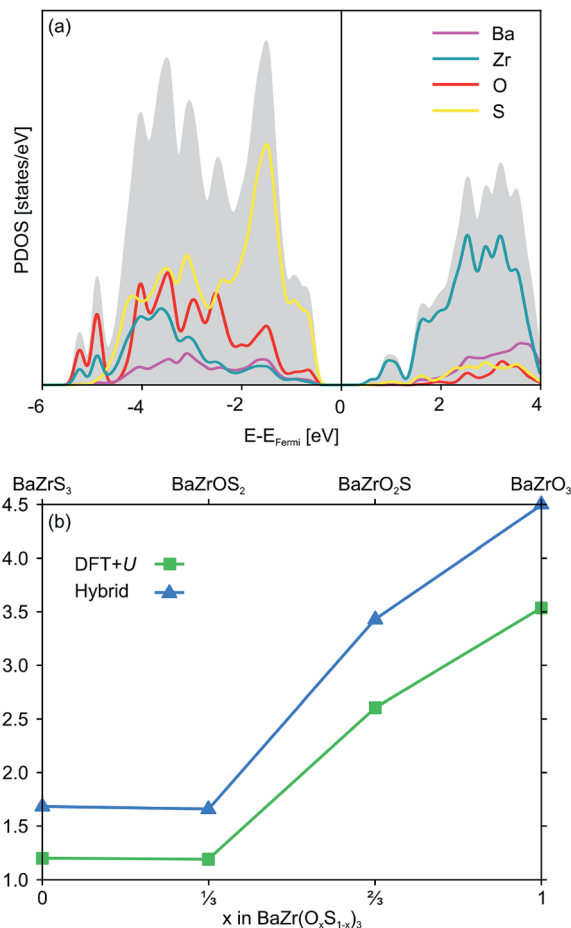 (a)
Ba
Zr
O
S
PDOS [states/eV]
-6 -4 -2 0 2 4
E-E_Fermi [eV]
BaZrS₃ BaZrOS₂ BaZrO₂S BaZrO₃
(b)
DFT+U
Hybrid
4.5
3.5
3.0
2.5
2.0
1.5
1.0
0 ⅓ ⅔ 1
x in BaZr(OₓS₁₋ₓ)₃